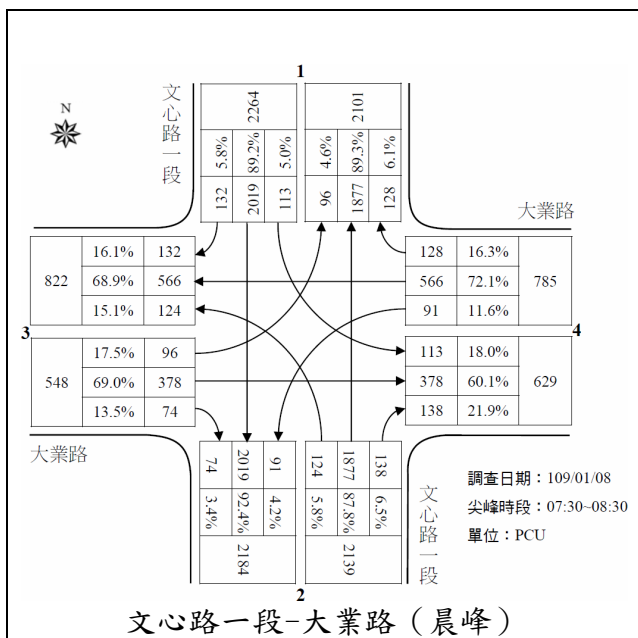 1
N
文心路一段
2264
5.8% 89.2% 5.0%
132 2019 113
2101
4.6% 89.3% 6.1%
96 1877 128
大業路
822
16.1% 132
68.9% 566
15.1% 124
128 16.3%
566 72.1%
91 11.6%
785
3
4
548
17.5% 96
69.0% 378
13.5% 74
113 18.0%
378 60.1%
138 21.9%
629
大業路
74 2019 91
3.4% 92.4% 4.2%
2184
124 1877 138
5.8% 87.8% 6.5%
2139
文心路一段
調查日期：109/01/08
尖峰時段：07:30~08:30
單位：PCU
2
文心路一段-大業路（晨峰）